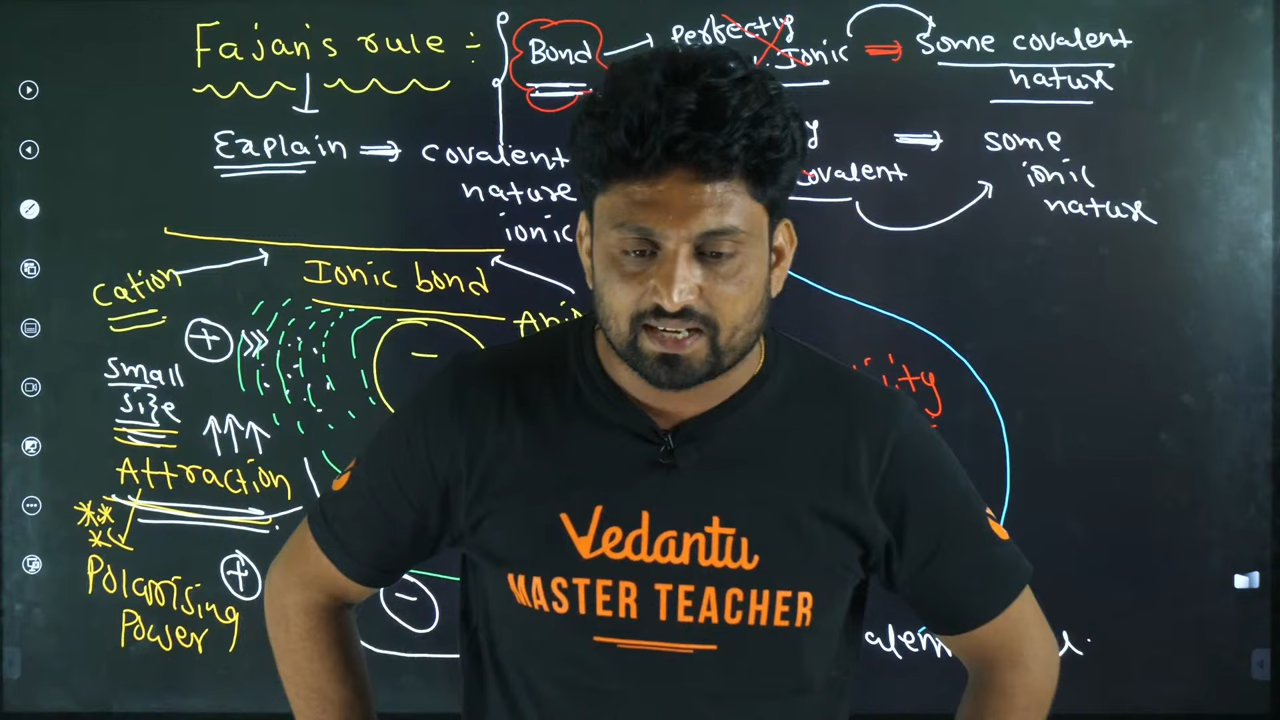 Fajan's rule :
Bond
Perfectly
Ionic
Some covalent
nature
Explain
covalent
nature
ionic
covalent
some
ionic
nature
Cation
Ionic bond
+
-
Small
size
Attraction
Polarising
Power
+
-
Vedantu
MASTER TEACHER